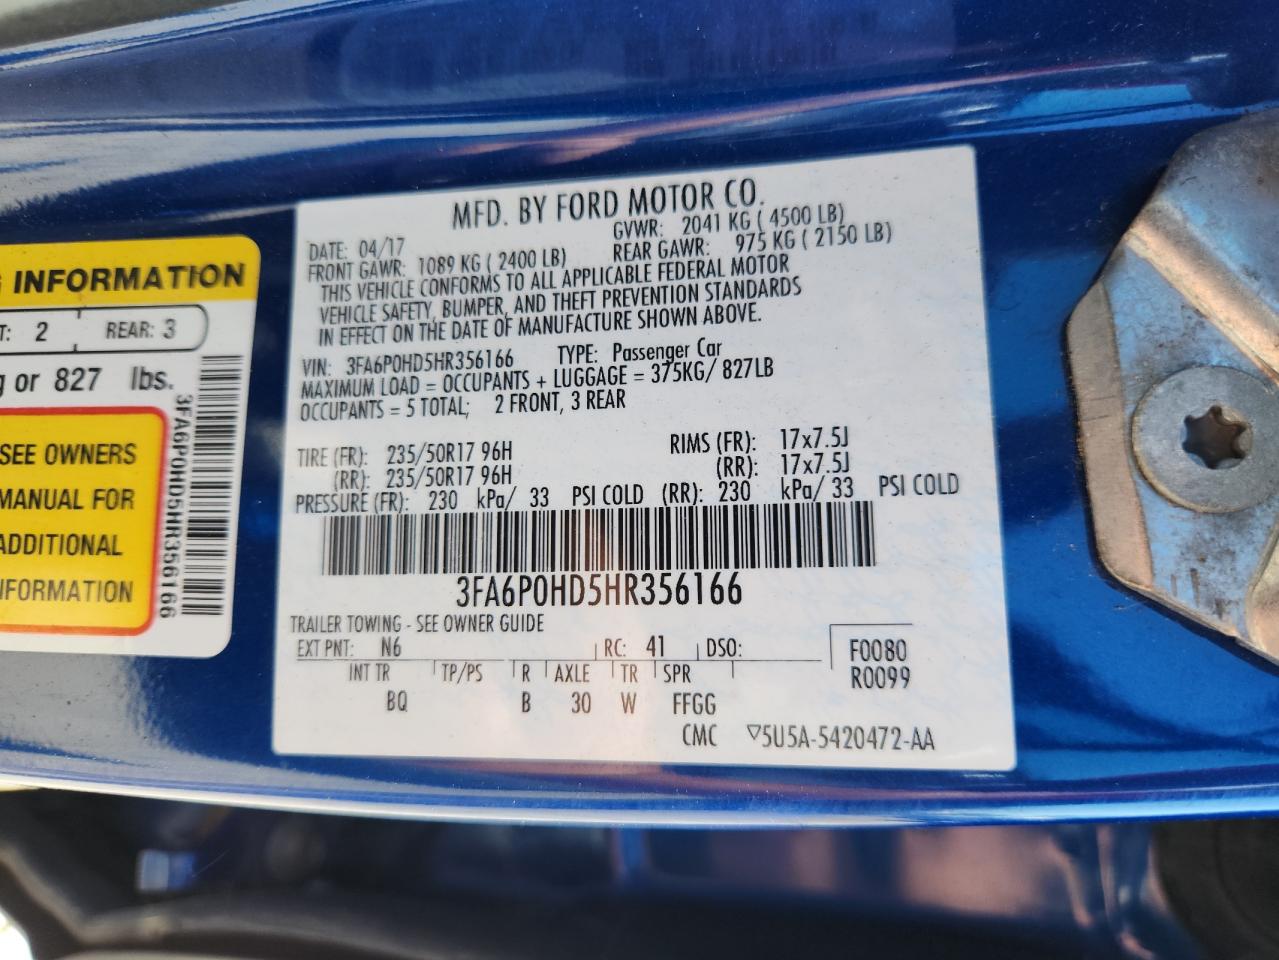 MFD. BY FORD MOTOR CO.
DATE: 04/17 GVWR: 2041 KG ( 4500 LB)
FRONT GAWR: 1089 KG ( 2400 LB) REAR GAWR: 975 KG ( 2150 LB)
THIS VEHICLE CONFORMS TO ALL APPLICABLE FEDERAL MOTOR
VEHICLE SAFETY, BUMPER, AND THEFT PREVENTION STANDARDS
IN EFFECT ON THE DATE OF MANUFACTURE SHOWN ABOVE.
VIN: 3FA6P0HD5HR356166 TYPE: Passenger Car
MAXIMUM LOAD = OCCUPANTS + LUGGAGE = 375KG/ 827LB
OCCUPANTS = 5 TOTAL; 2 FRONT, 3 REAR
TIRE (FR): 235/50R17 96H RIMS (FR): 17x7.5J
(RR): 235/50R17 96H (RR): 17x7.5J
PRESSURE (FR): 230 kPa/ 33 PSI COLD (RR): 230 kPa/ 33 PSI COLD
3FA6P0HD5HR356166
TRAILER TOWING - SEE OWNER GUIDE
EXT PNT: N6 RC: 41 DSO: F0080
INT TR TP/PS R AXLE TR SPR R0099
BQ B 30 W FFGG
CMC ▽5U5A-5420472-AA
G INFORMATION
T: 2 REAR: 3
g or 827 lbs.
SEE OWNERS
MANUAL FOR
ADDITIONAL
INFORMATION
3FA6P0HD5HR356166